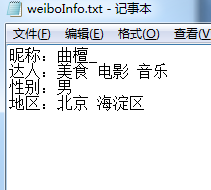 weiboInfo.txt - 记事本
文件(F) 编辑(E) 格式(O) 查看(V)
昵称：曲檀_
达人：美食 电影 音乐
性别：男
地区：北京 海淀区